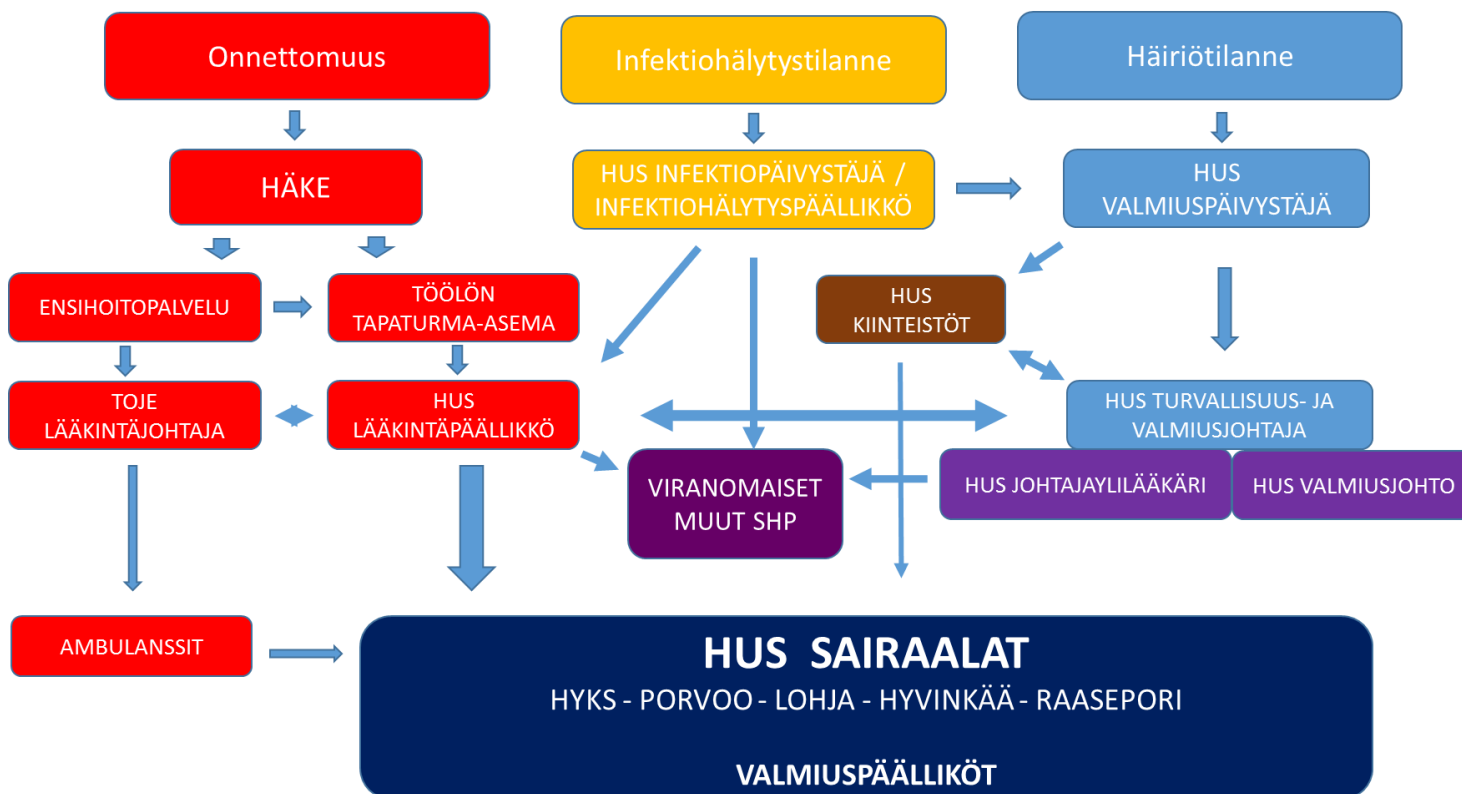 Onnettomuus
Infektiohälytystilanne
Häiriötilanne
HÄKE
HUS INFEKTIOPÄIVYSTÄJÄ /
INFEKTIOHÄLYTYSPÄÄLLIKKÖ
HUS
VALMIUSPÄIVYSTÄJÄ
ENSIHOITOPALVELU
TÖÖLÖN
TAPATURMA-ASEMA
HUS
KIINTEISTÖT
TOJE
LÄÄKINTÄJOHTAJA
HUS
LÄÄKINTÄPÄÄLLIKKÖ
HUS TURVALLISUUS- JA
VALMIUSJOHTAJA
VIRANOMAISET
MUUT SHP
HUS JOHTAJAYLILÄÄKÄRI
HUS VALMIUSJOHTO
AMBULANSSIT
HUS SAIRAALAT
HYKS - PORVOO - LOHJA - HYVINKÄÄ - RAASEPORI
VALMIUSPÄÄLLIKÖT